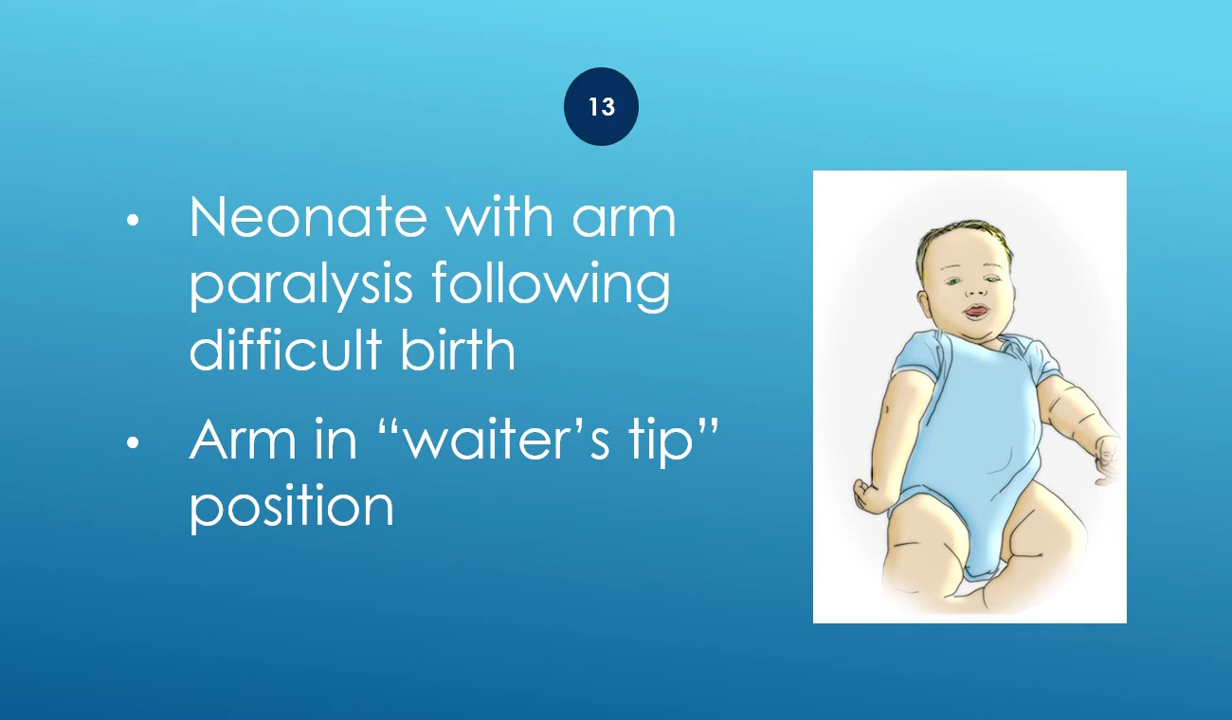 13
• Neonate with arm
paralysis following
difficult birth
• Arm in “waiter’s tip”
position